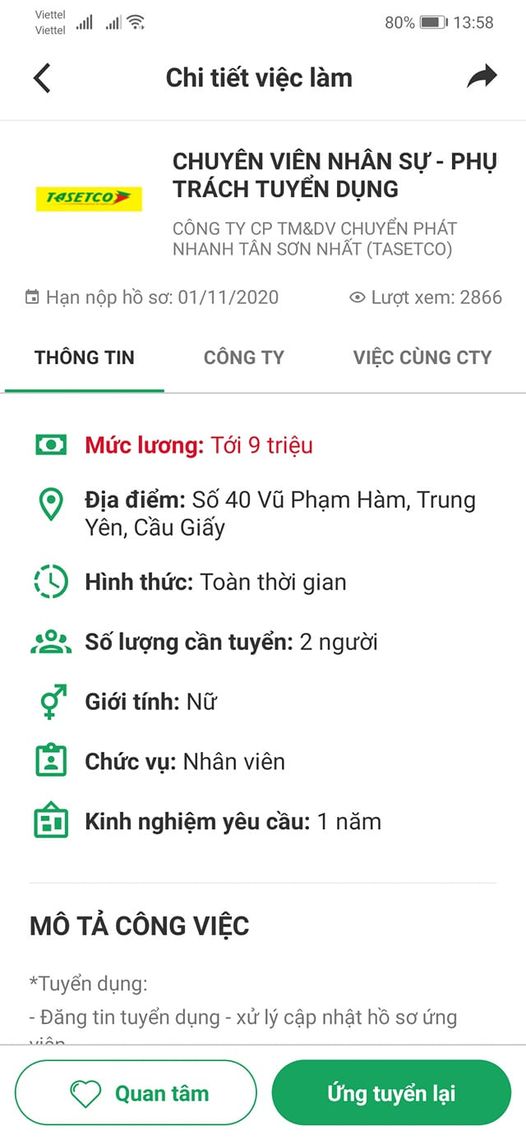 Viettel
Viettel
80% 13:58
Chi tiết việc làm
TASETCO
CHUYÊN VIÊN NHÂN SỰ - PHỤ
TRÁCH TUYỂN DỤNG
CÔNG TY CP TM&DV CHUYỂN PHÁT
NHANH TÂN SƠN NHẤT (TASETCO)
Hạn nộp hồ sơ: 01/11/2020 Lượt xem: 2866
THÔNG TIN CÔNG TY VIỆC CÙNG CTY
Mức lương: Tới 9 triệu
Địa điểm: Số 40 Vũ Phạm Hàm, Trung
Yên, Cầu Giấy
Hình thức: Toàn thời gian
Số lượng cần tuyển: 2 người
Giới tính: Nữ
Chức vụ: Nhân viên
Kinh nghiệm yêu cầu: 1 năm
MÔ TẢ CÔNG VIỆC
*Tuyển dụng:
- Đăng tin tuyển dụng - xử lý cập nhật hồ sơ ứng
viên
Quan tâm Ứng tuyển lại